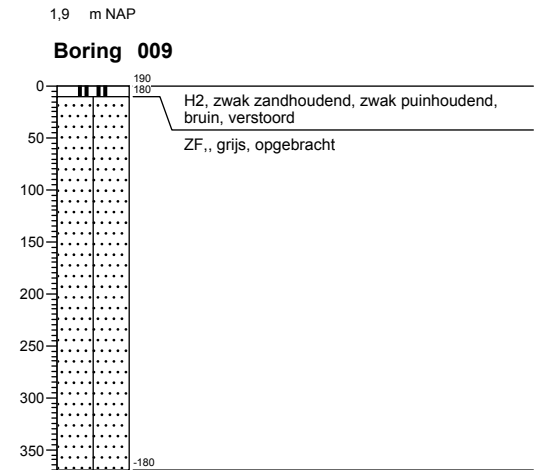 1,9 m NAP
Boring 009
0
190
180
H2, zwak zandhoudend, zwak puinhoudend,
bruin, verstoord
50
ZF,, grijs, opgebracht
100
150
200
250
300
350
-180